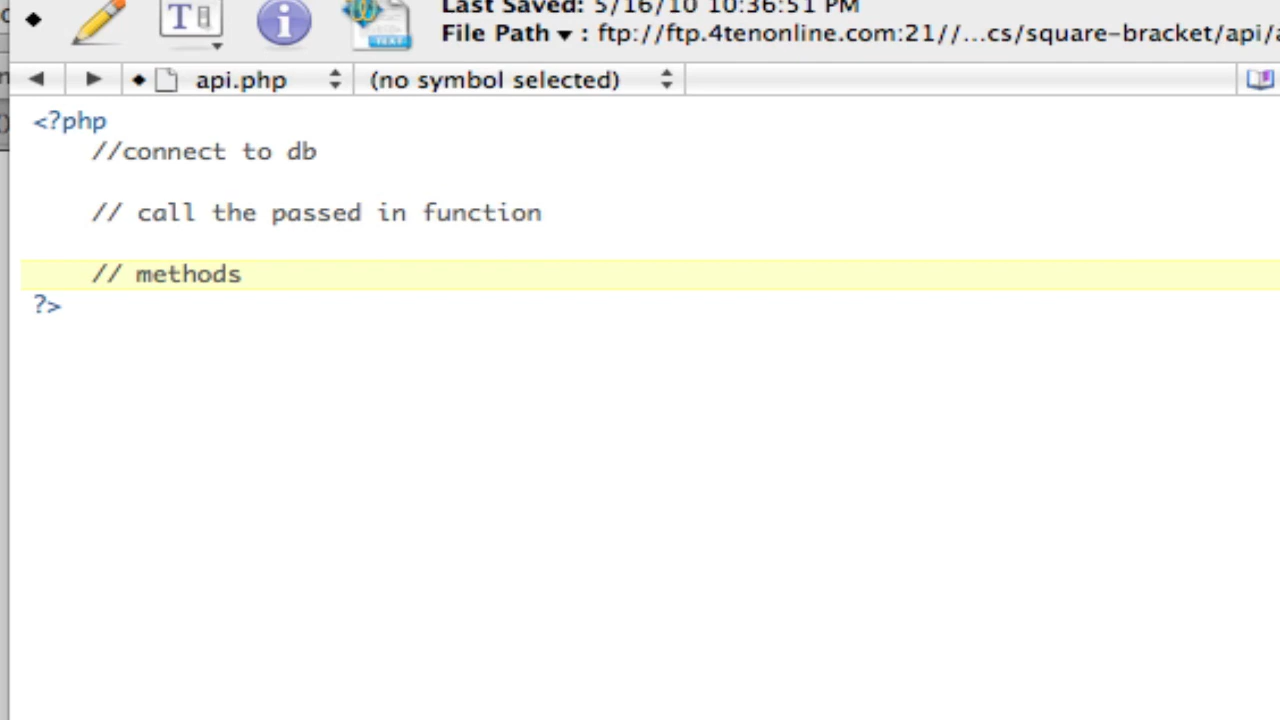 Last Saved: 5/16/10 10:36:51 PM
File Path ▾ : ftp://ftp.4tenonline.com:21//...cs/square-bracket/api/a
api.php
(no symbol selected)
<?php
//connect to db
// call the passed in function
// methods
?>